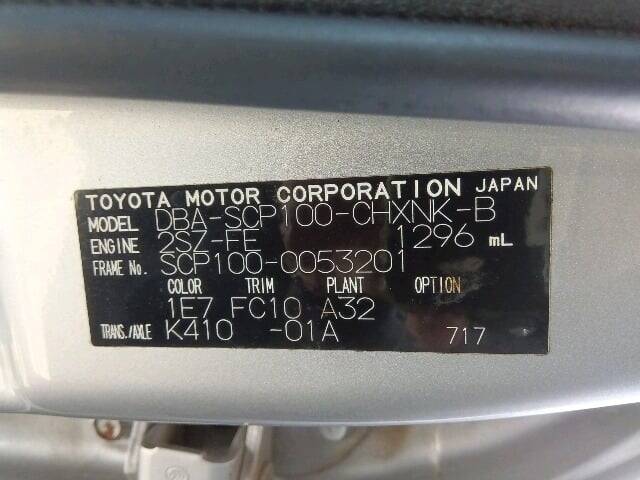 TOYOTA MOTOR CORPORATION JAPAN
MODEL DBA-SCP100-CHXNK-B
ENGINE 2SZ-FE 1296 mL
FRAME No. SCP100-0053201
COLOR TRIM PLANT OPTION
1E7 FC10 A32
TRANS./AXLE K410 -01A 717